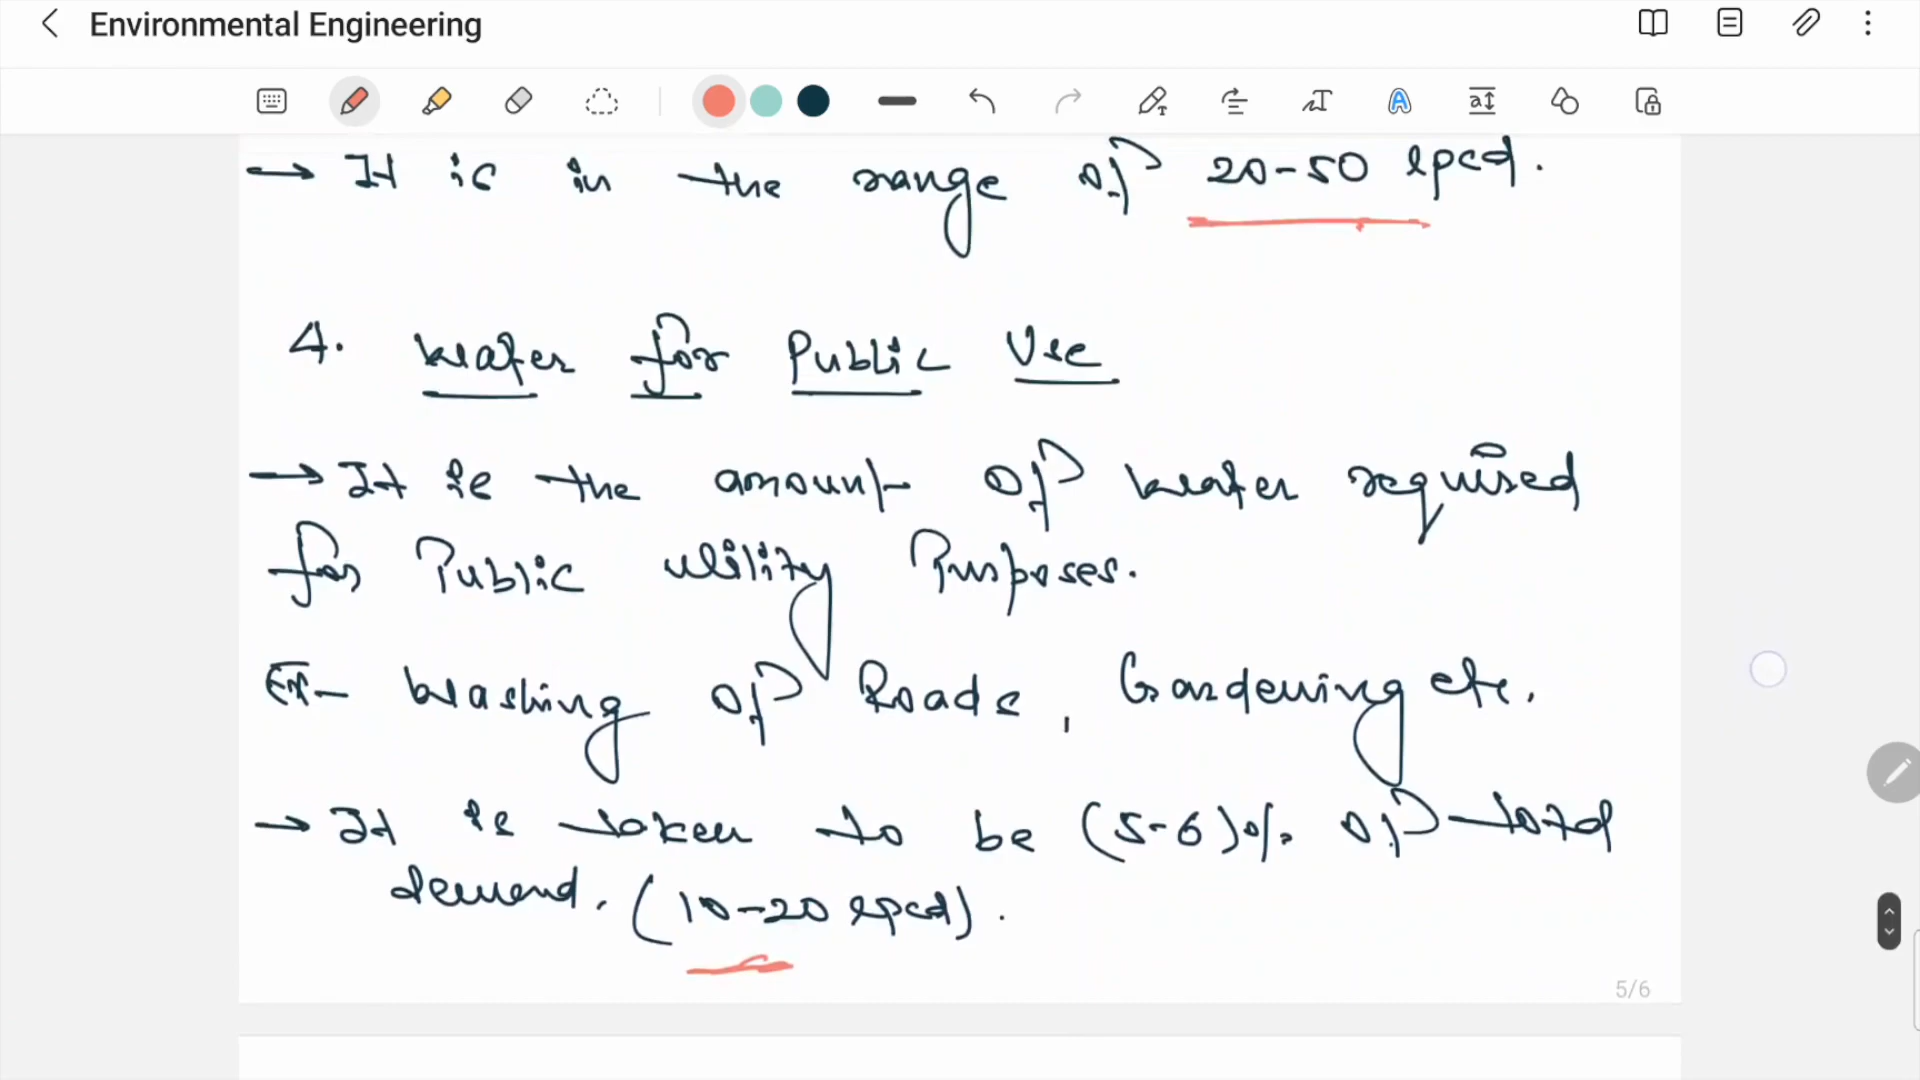 Environmental Engineering
→ It is in the range of 20-50 lpcd.
4. Water for Public Use
→ It is the amount of water required
for Public utility Purposes.
Ex- Washing of Roads, Gardening etc.
→ It is taken to be (5-6)% of total
demand. (10-20 lpcd).
5/6